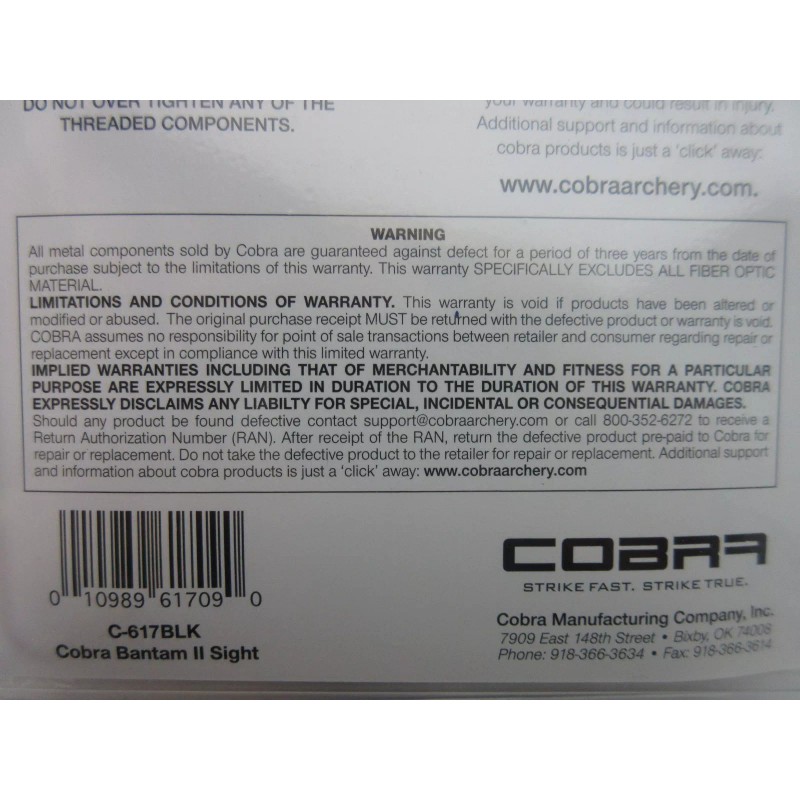 DO NOT OVER TIGHTEN ANY OF THE
THREADED COMPONENTS.
your warranty and could result in injury.
Additional support and information about
cobra products is just a 'click' away:
www.cobraarchery.com.
WARNING
All metal components sold by Cobra are guaranteed against defect for a period of three years from the date of
purchase subject to the limitations of this warranty. This warranty SPECIFICALLY EXCLUDES ALL FIBER OPTIC
MATERIAL.
LIMITATIONS AND CONDITIONS OF WARRANTY. This warranty is void if products have been altered or
modified or abused. The original purchase receipt MUST be returned with the defective product or warranty is void.
COBRA assumes no responsibility for point of sale transactions between retailer and consumer regarding repair or
replacement except in compliance with this limited warranty.
IMPLIED WARRANTIES INCLUDING THAT OF MERCHANTABILITY AND FITNESS FOR A PARTICULAR
PURPOSE ARE EXPRESSLY LIMITED IN DURATION TO THE DURATION OF THIS WARRANTY. COBRA
EXPRESSLY DISCLAIMS ANY LIABILTY FOR SPECIAL, INCIDENTAL OR CONSEQUENTIAL DAMAGES.
Should any product be found defective contact support@cobraarchery.com or call 800-352-6272 to receive a
Return Authorization Number (RAN). After receipt of the RAN, return the defective product pre-paid to Cobra for
repair or replacement. Do not take the defective product to the retailer for repair or replacement. Additional support
and information about cobra products is just a 'click' away: www.cobraarchery.com
0 10989 61709 0
C-617BLK
Cobra Bantam II Sight
COBRA
STRIKE FAST. STRIKE TRUE.
Cobra Manufacturing Company, Inc.
7909 East 148th Street • Bixby, OK 74008
Phone: 918-366-3634 • Fax: 918-366-3614